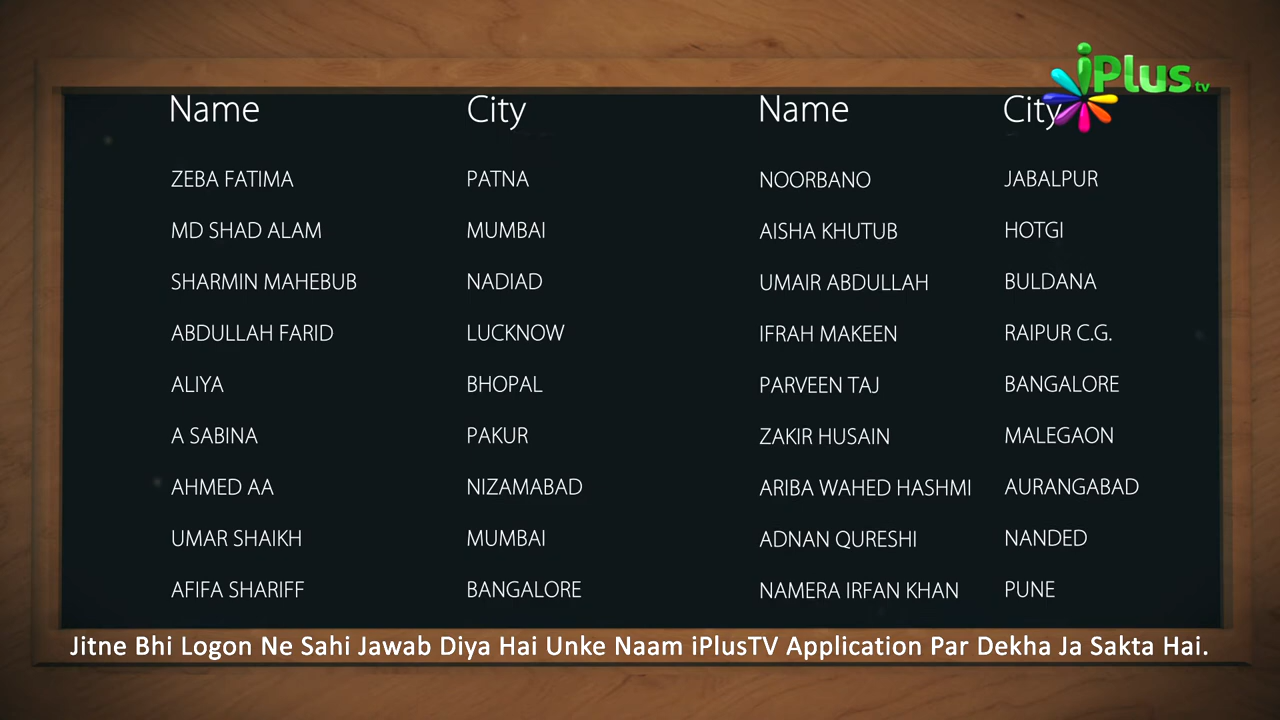 iPlus tv
Name City Name City
ZEBA FATIMA PATNA NOORBANO JABALPUR
MD SHAD ALAM MUMBAI AISHA KHUTUB HOTGI
SHARMIN MAHEBUB NADIAD UMAIR ABDULLAH BULDANA
ABDULLAH FARID LUCKNOW IFRAH MAKEEN RAIPUR C.G.
ALIYA BHOPAL PARVEEN TAJ BANGALORE
A SABINA PAKUR ZAKIR HUSAIN MALEGAON
AHMED AA NIZAMABAD ARIBA WAHED HASHMI AURANGABAD
UMAR SHAIKH MUMBAI ADNAN QURESHI NANDED
AFIFA SHARIFF BANGALORE NAMERA IRFAN KHAN PUNE
Jitne Bhi Logon Ne Sahi Jawab Diya Hai Unke Naam iPlusTV Application Par Dekha Ja Sakta Hai.